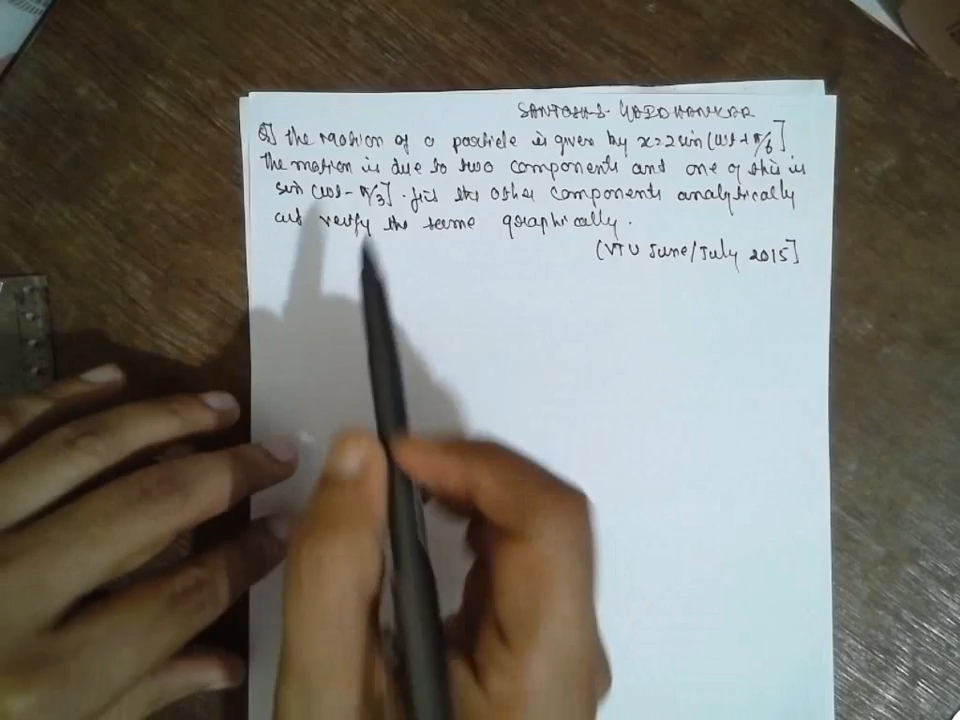 SANTOSH.S. YARDHANKAR
Q] the motion of a particle is given by x=2sin(ωt+π/6].
The motion is due to two components and one of this is
sin(ωt-π/3]. find the other components analytically
and verify the same graphically.
(VTU June/July 2015]